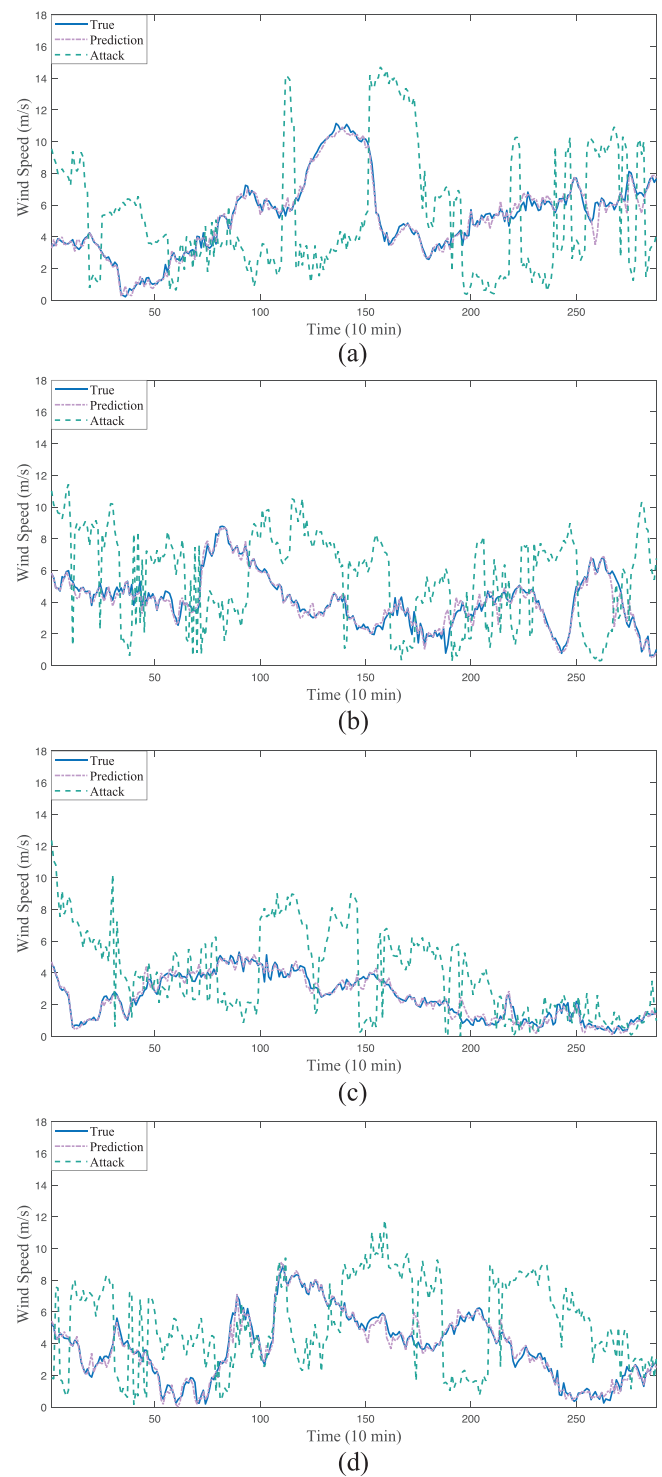 18
16
14
12
10
8
6
4
2
0
Wind Speed (m/s)
True
Prediction
Attack
50
100
150
200
250
Time (10 min)
(a)
18
16
14
12
10
8
6
4
2
0
Wind Speed (m/s)
True
Prediction
Attack
50
100
150
200
250
Time (10 min)
(b)
18
16
14
12
10
8
6
4
2
0
Wind Speed (m/s)
True
Prediction
Attack
50
100
150
200
250
Time (10 min)
(c)
18
16
14
12
10
8
6
4
2
0
Wind Speed (m/s)
True
Prediction
Attack
50
100
150
200
250
Time (10 min)
(d)